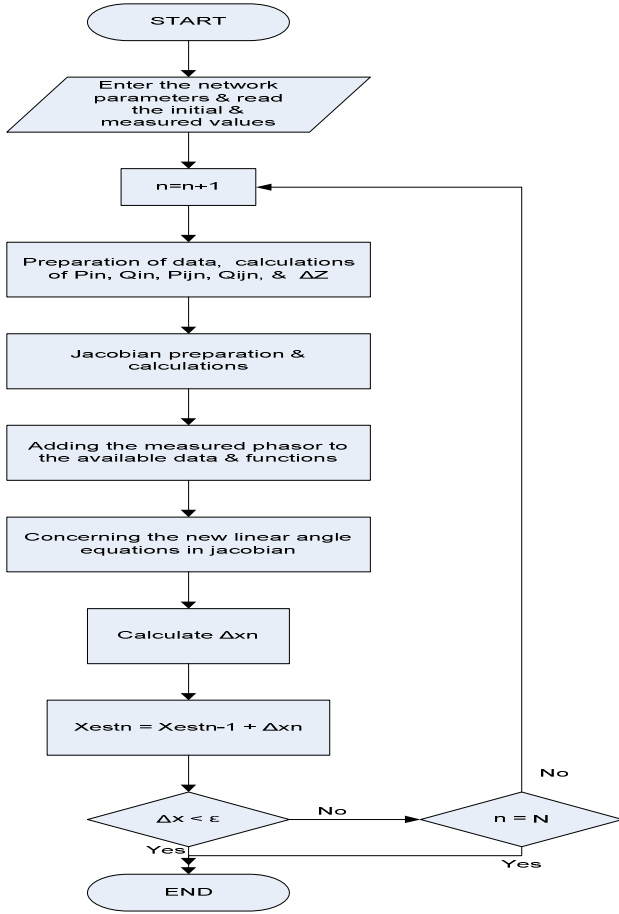 START
Enter the network
parameters & read
the initial &
measured values
n=n+1
Preparation of data, calculations
of Pin, Qin, Pijn, Qijn, & ΔZ
Jacobian preparation &
calculations
Adding the measured phasor to
the available data & functions
Concerning the new linear angle
equations in jacobian
Calculate Δxn
Xestn = Xestn-1 + Δxn
No
Δx < ε
No
n = N
Yes
Yes
END